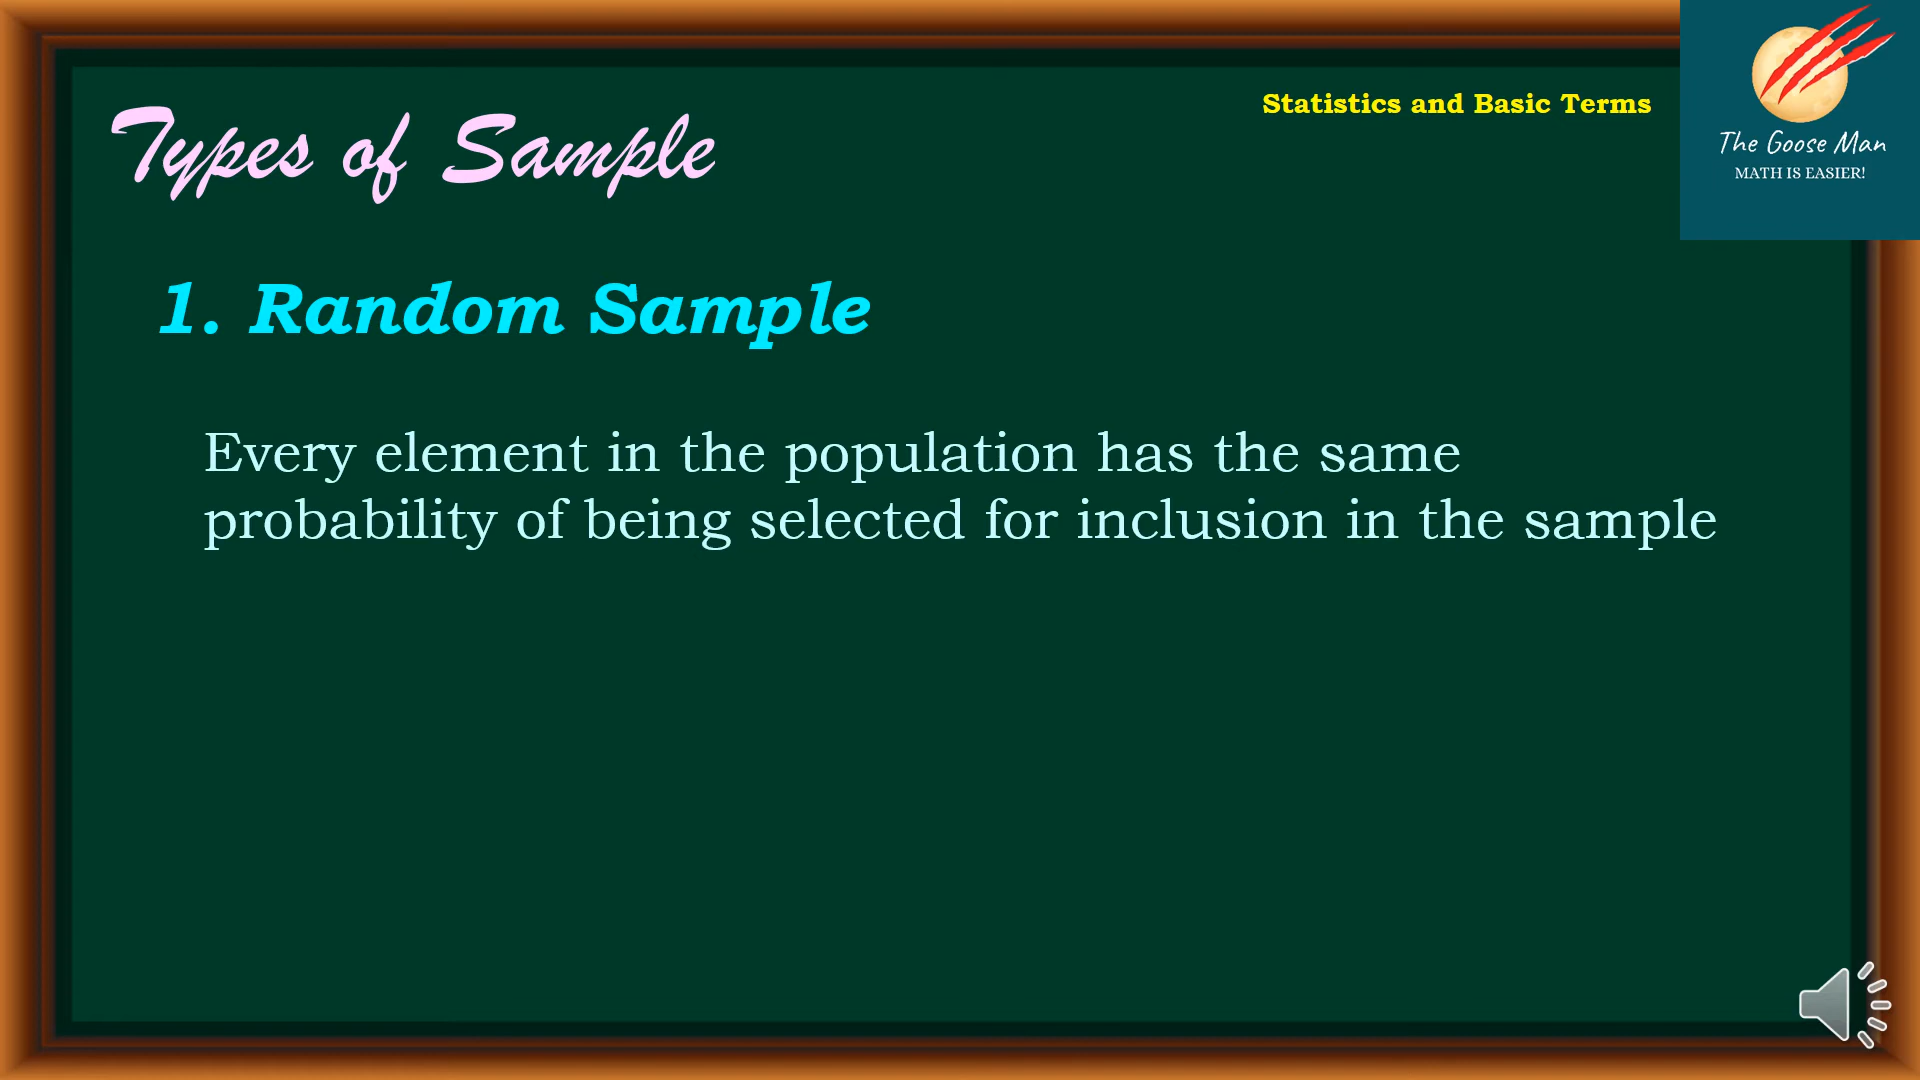 Statistics and Basic Terms
The Goose Man
MATH IS EASIER!
Types of Sample
1. Random Sample
Every element in the population has the same
probability of being selected for inclusion in the sample